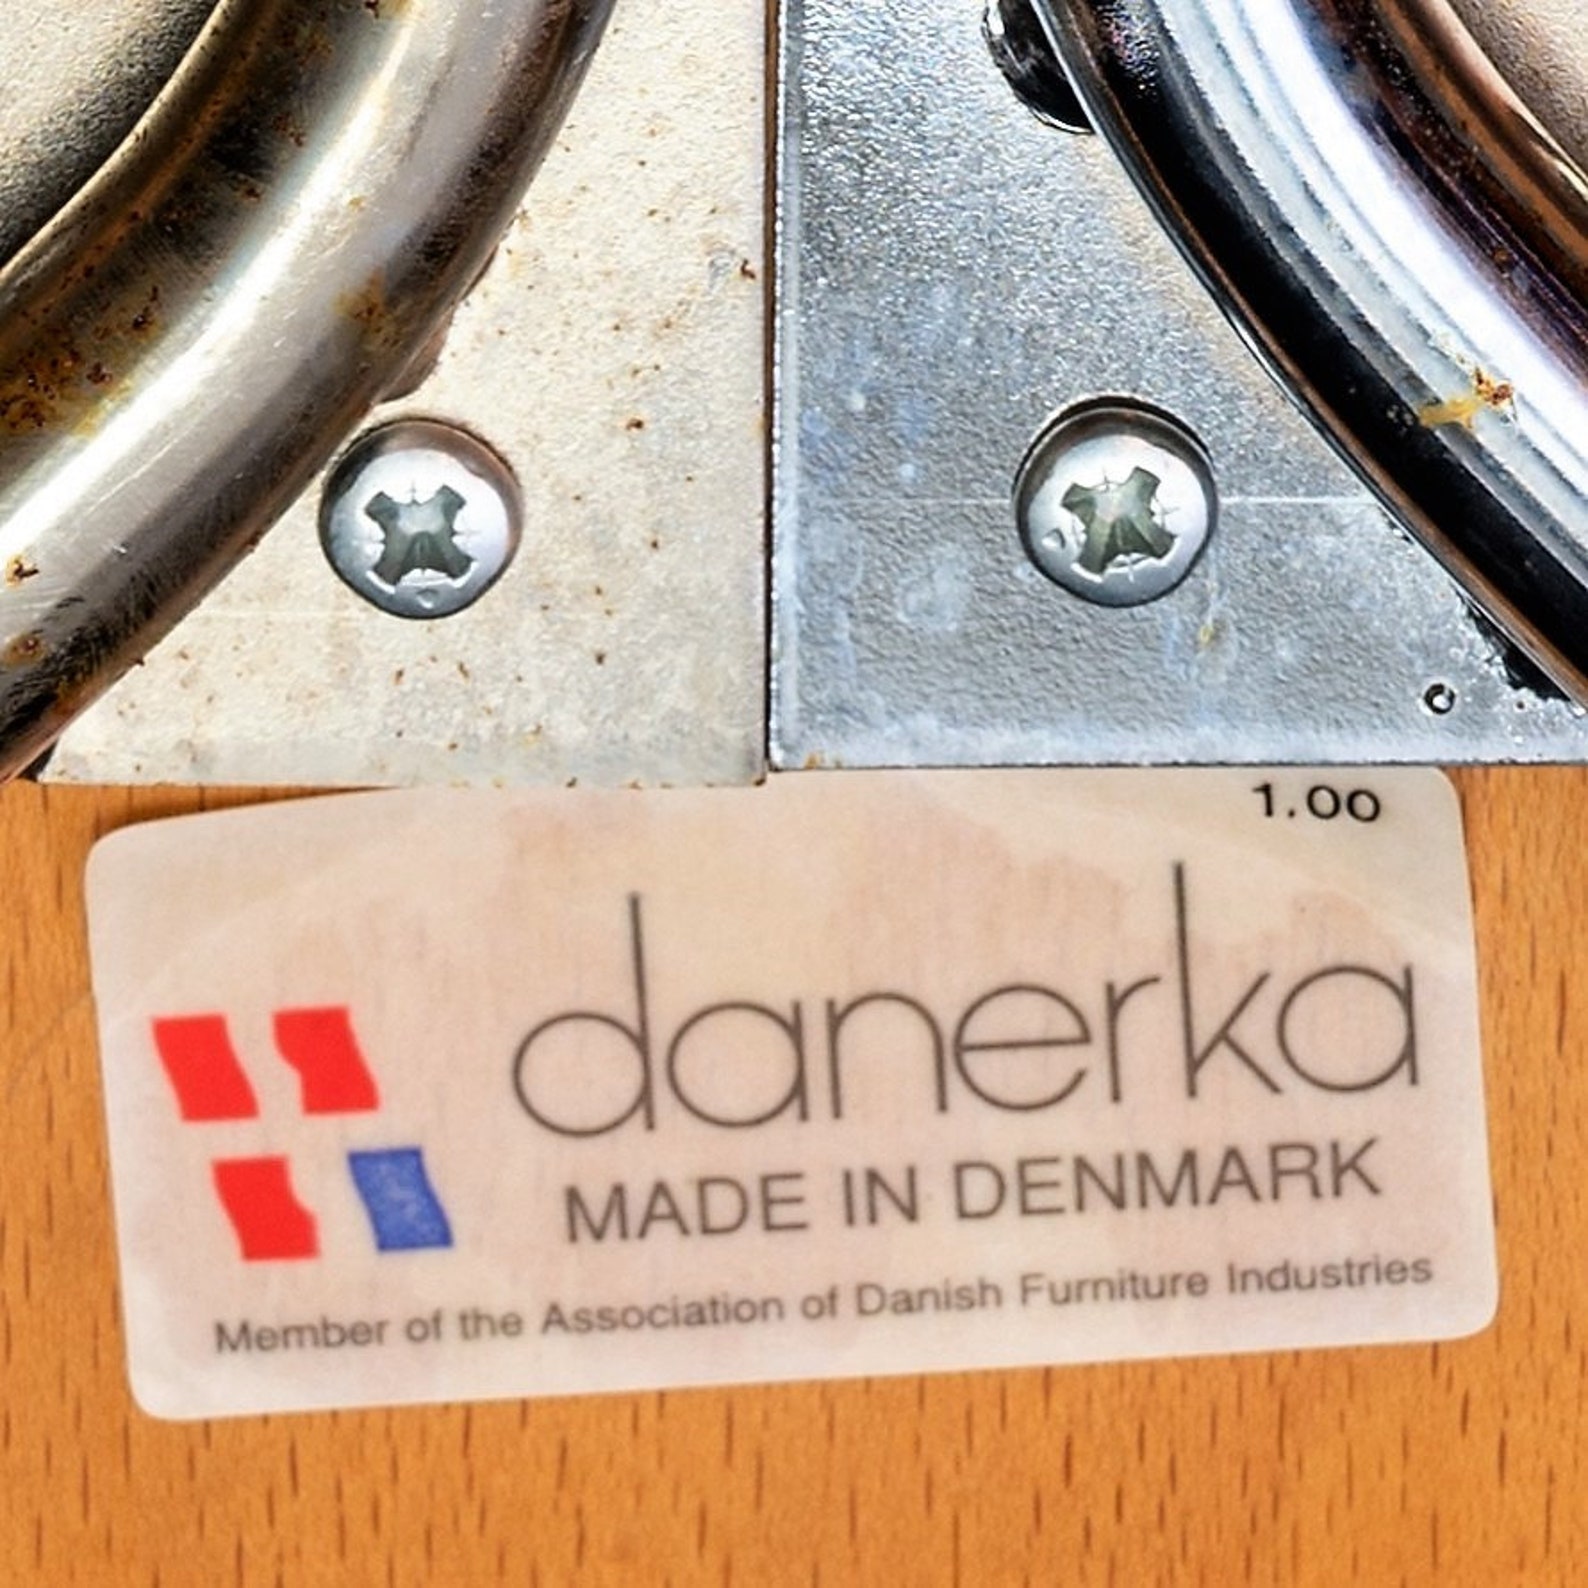 1.00
danerka
MADE IN DENMARK
Member of the Association of Danish Furniture Industries